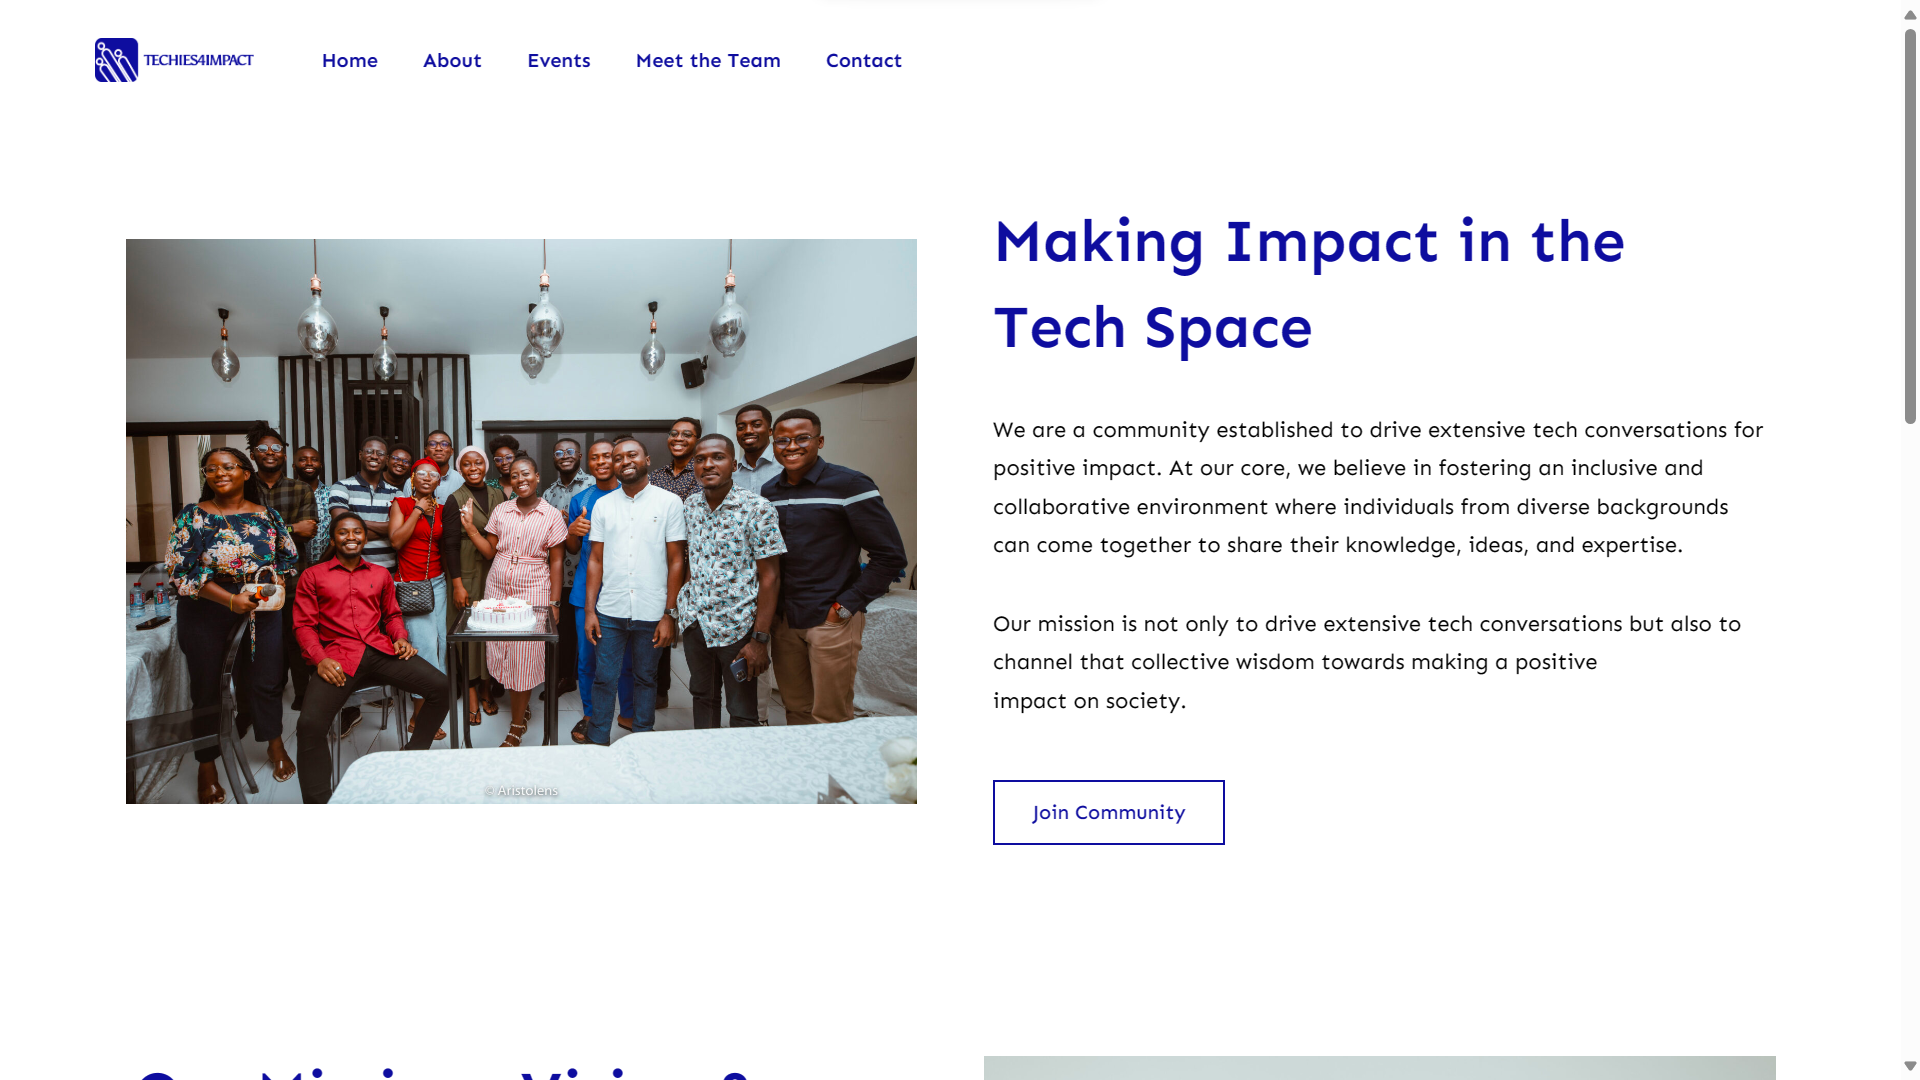 TECHIES4IMPACT
Home
About
Events
Meet the Team
Contact
Making Impact in the
Tech Space
We are a community established to drive extensive tech conversations for
positive impact. At our core, we believe in fostering an inclusive and
collaborative environment where individuals from diverse backgrounds
can come together to share their knowledge, ideas, and expertise.
Our mission is not only to drive extensive tech conversations but also to
channel that collective wisdom towards making a positive
impact on society.
Join Community
© Aristolens